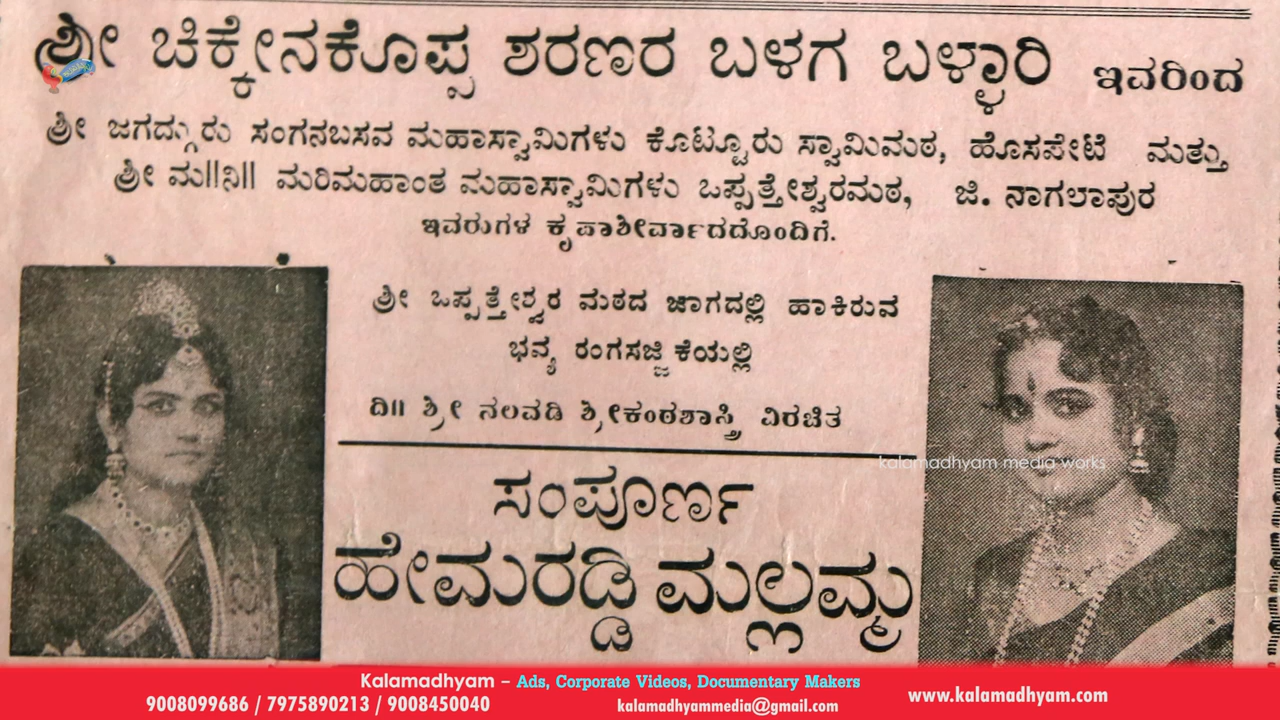 ಶ್ರೀ ಚಿಕ್ಕೇನಕೊಪ್ಪ ಶರಣರ ಬಳಗ ಬಳ್ಳಾರಿ ಇವರಿಂದ
ಶ್ರೀ ಜಗದ್ಗುರು ಸಂಗನಬಸವ ಮಹಾಸ್ವಾಮಿಗಳು ಕೊಟ್ಟೂರು ಸ್ವಾಮಿಮಠ, ಹೊಸಪೇಟೆ ಮತ್ತು
ಶ್ರೀ ಮ||ನಿ|| ಮರಿಮಹಾಂತ ಮಹಾಸ್ವಾಮಿಗಳು ಒಪ್ಪತ್ತೇಶ್ವರಮಠ, ಜಿ. ನಾಗಲಾಪುರ
ಇವರುಗಳ ಕೃಪಾಶೀರ್ವಾದದೊಂದಿಗೆ.
ಶ್ರೀ ಒಪ್ಪತ್ತೇಶ್ವರ ಮಠದ ಜಾಗದಲ್ಲಿ ಹಾಕಿರುವ
ಭವ್ಯ ರಂಗಸಜ್ಜಿಕೆಯಲ್ಲಿ
ದಿ|| ಶ್ರೀ ನಲವಡಿ ಶ್ರೀಕಂಠಶಾಸ್ತ್ರಿ ವಿರಚಿತ
kalamadhyam media works
ಸಂಪೂರ್ಣ
ಹೇಮರಡ್ಡಿ ಮಲ್ಲಮ್ಮ
Kalamadhyam – Ads, Corporate Videos, Documentary Makers
9008099686 / 7975890213 / 9008450040 kalamadhyammedia@gmail.com www.kalamadhyam.com